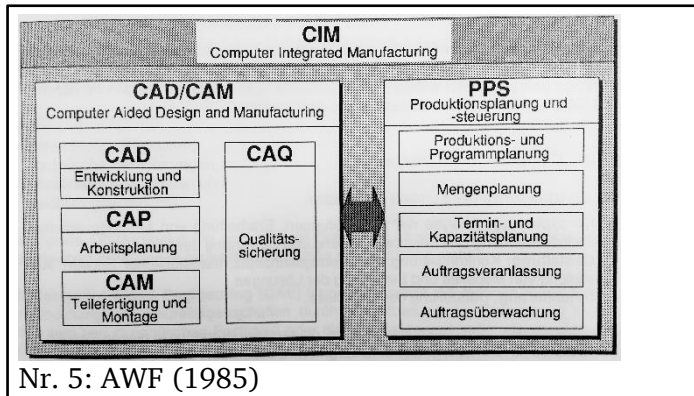 CIM
Computer Integrated Manufacturing
CAD/CAM
Computer Aided Design and Manufacturing
CAD
Entwicklung und
Konstruktion
CAP
Arbeitsplanung
CAM
Teilefertigung und
Montage
CAQ
Qualitäts-
sicherung
PPS
Produktionsplanung und
-steuerung
Produktions- und
Programmplanung
Mengenplanung
Termin- und
Kapazitätsplanung
Auftragsveranlassung
Auftragsüberwachung
Nr. 5: AWF (1985)